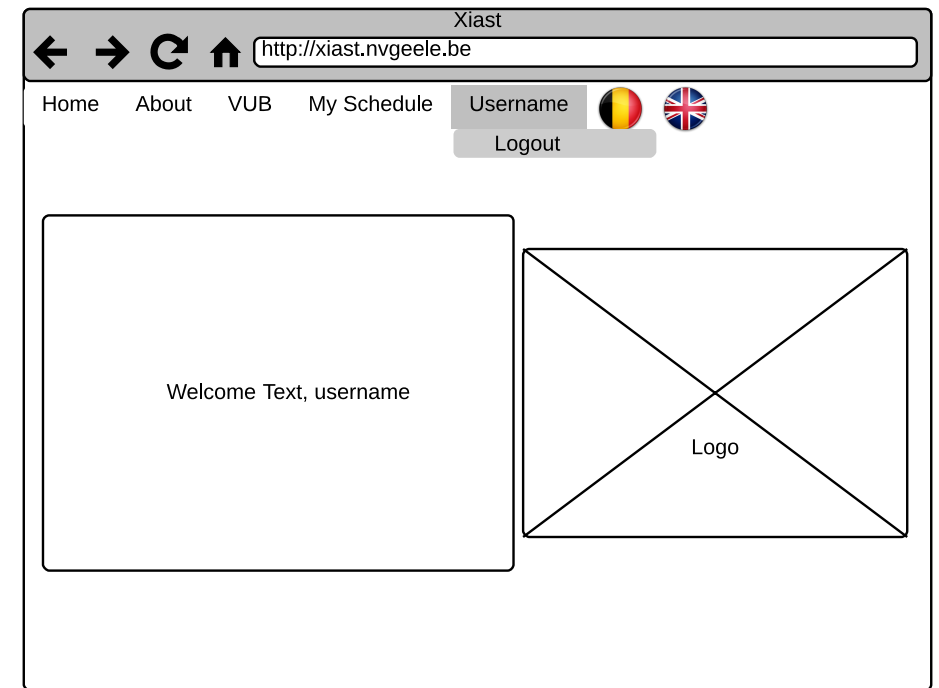 Xiast
http://xiast.nvgeele.be
Home About VUB My Schedule Username
Logout
Welcome Text, username
Logo